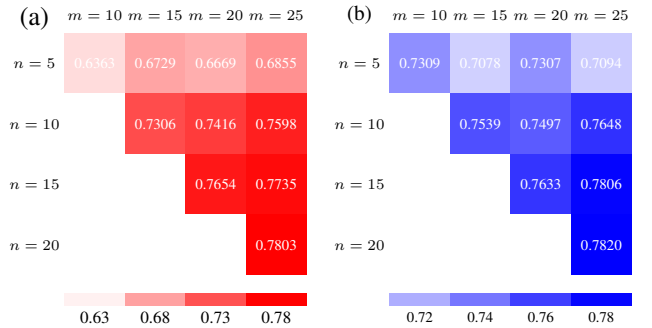 (a) m = 10 m = 15 m = 20 m = 25
n = 5 0.6363 0.6729 0.6669 0.6855
n = 10 0.7306 0.7416 0.7598
n = 15 0.7654 0.7735
n = 20 0.7803
0.63 0.68 0.73 0.78
(b) m = 10 m = 15 m = 20 m = 25
n = 5 0.7309 0.7078 0.7307 0.7094
n = 10 0.7539 0.7497 0.7648
n = 15 0.7633 0.7806
n = 20 0.7820
0.72 0.74 0.76 0.78